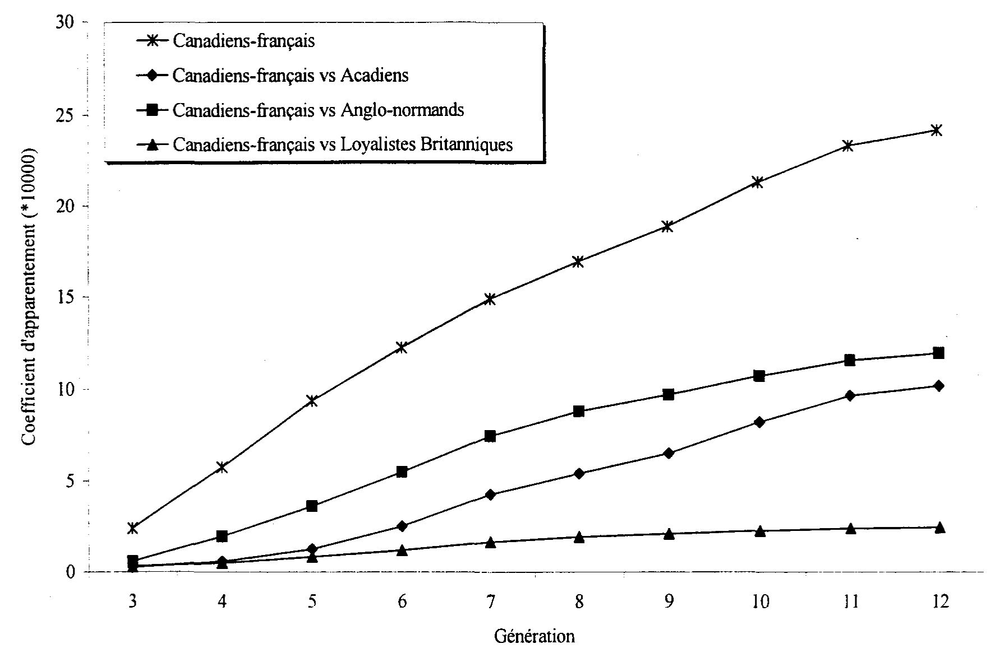 30
25
20
15
10
5
0
Coefficient d'apparentement (*10000)
Canadiens-français
Canadiens-français vs Acadiens
Canadiens-français vs Anglo-normands
Canadiens-français vs Loyalistes Britanniques
3 4 5 6 7 8 9 10 11 12
Génération